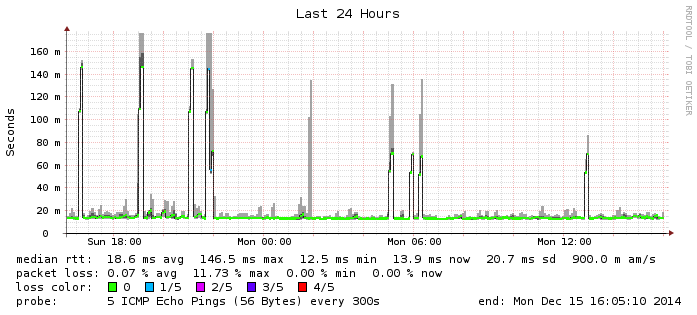 Last 24 Hours
RRDTOOL / TOBI OETIKER
Seconds
160 m
140 m
120 m
100 m
80 m
60 m
40 m
20 m
0
Sun 18:00 Mon 00:00 Mon 06:00 Mon 12:00
median rtt: 18.6 ms avg 146.5 ms max 12.5 ms min 13.9 ms now 20.7 ms sd 900.0 m am/s
packet loss: 0.07 % avg 11.73 % max 0.00 % min 0.00 % now
loss color: 0 1/5 2/5 3/5 4/5
probe: 5 ICMP Echo Pings (56 Bytes) every 300s end: Mon Dec 15 16:05:10 2014